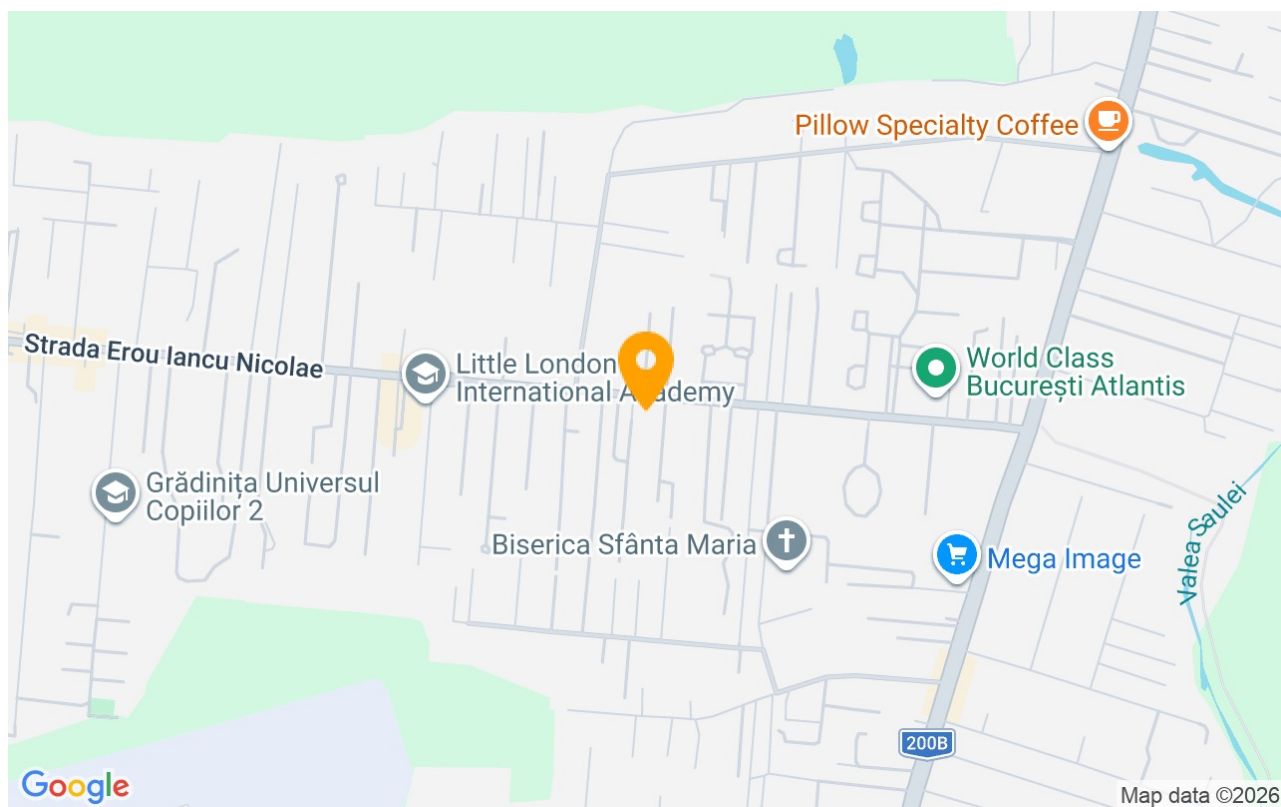 Pillow Specialty Coffee
Strada Erou Iancu Nicolae
Little London
International Academy
World Class
București Atlantis
Grădinița Universul
Copiilor 2
Biserica Sfânta Maria
Mega Image
Valea Saulei
200B
Google
Map data ©2026